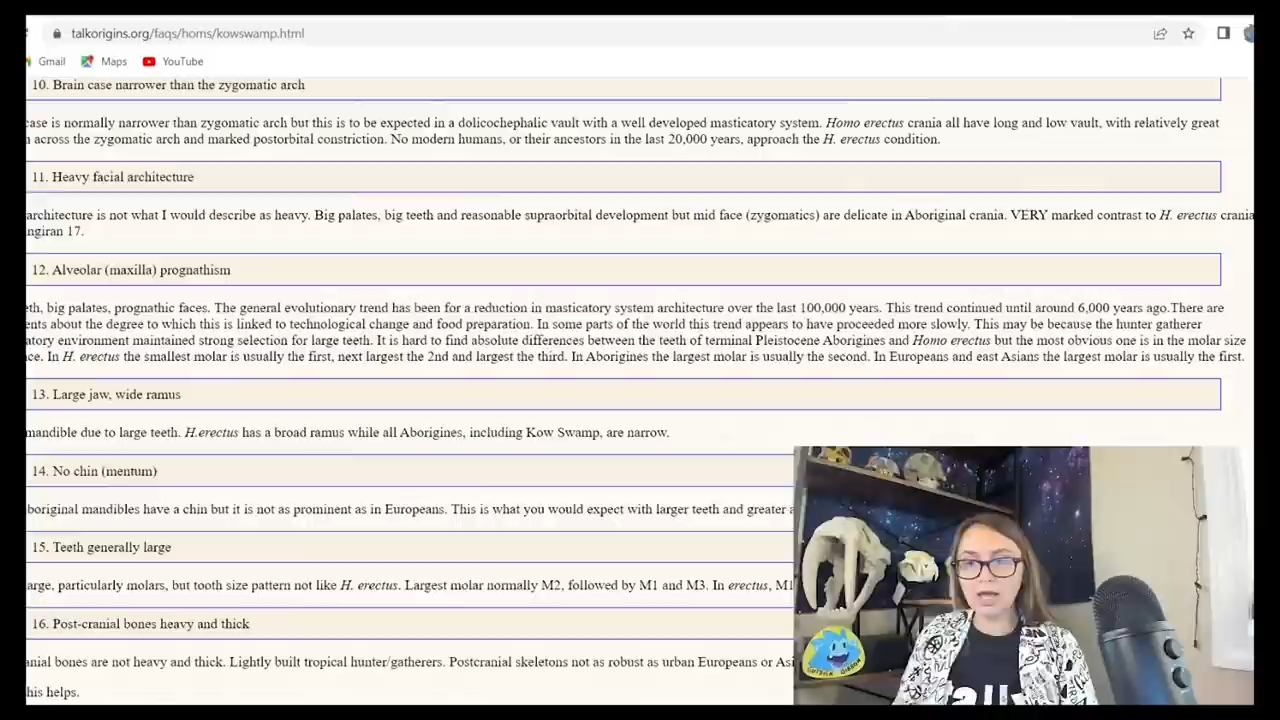 talkorigins.org/faqs/homs/kowswamp.html
Gmail Maps YouTube
10. Brain case narrower than the zygomatic arch
case is normally narrower than zygomatic arch but this is to be expected in a dolicochephalic vault with a well developed masticatory system. Homo erectus crania all have long and low vault, with relatively great
across the zygomatic arch and marked postorbital constriction. No modern humans, or their ancestors in the last 20,000 years, approach the H. erectus condition.
11. Heavy facial architecture
architecture is not what I would describe as heavy. Big palates, big teeth and reasonable supraorbital development but mid face (zygomatics) are delicate in Aboriginal crania. VERY marked contrast to H. erectus crania
ngiran 17.
12. Alveolar (maxilla) prognathism
eth, big palates, prognathic faces. The general evolutionary trend has been for a reduction in masticatory system architecture over the last 100,000 years. This trend continued until around 6,000 years ago.There are
ents about the degree to which this is linked to technological change and food preparation. In some parts of the world this trend appears to have proceeded more slowly. This may be because the hunter gatherer
atory environment maintained strong selection for large teeth. It is hard to find absolute differences between the teeth of terminal Pleistocene Aborigines and Homo erectus but the most obvious one is in the molar size
ce. In H. erectus the smallest molar is usually the first, next largest the 2nd and largest the third. In Aborigines the largest molar is usually the second. In Europeans and east Asians the largest molar is usually the first.
13. Large jaw, wide ramus
mandible due to large teeth. H.erectus has a broad ramus while all Aborigines, including Kow Swamp, are narrow.
14. No chin (mentum)
boriginal mandibles have a chin but it is not as prominent as in Europeans. This is what you would expect with larger teeth and greater a
15. Teeth generally large
arge, particularly molars, but tooth size pattern not like H. erectus. Largest molar normally M2, followed by M1 and M3. In erectus, M1
16. Post-cranial bones heavy and thick
anial bones are not heavy and thick. Lightly built tropical hunter/gatherers. Postcranial skeletons not as robust as urban Europeans or Asi
his helps.